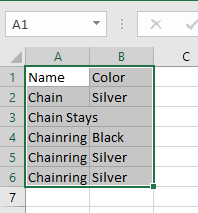 A1
A B C
1 Name Color
2 Chain Silver
3 Chain Stays
4 Chainring Black
5 Chainring Silver
6 Chainring Silver
7